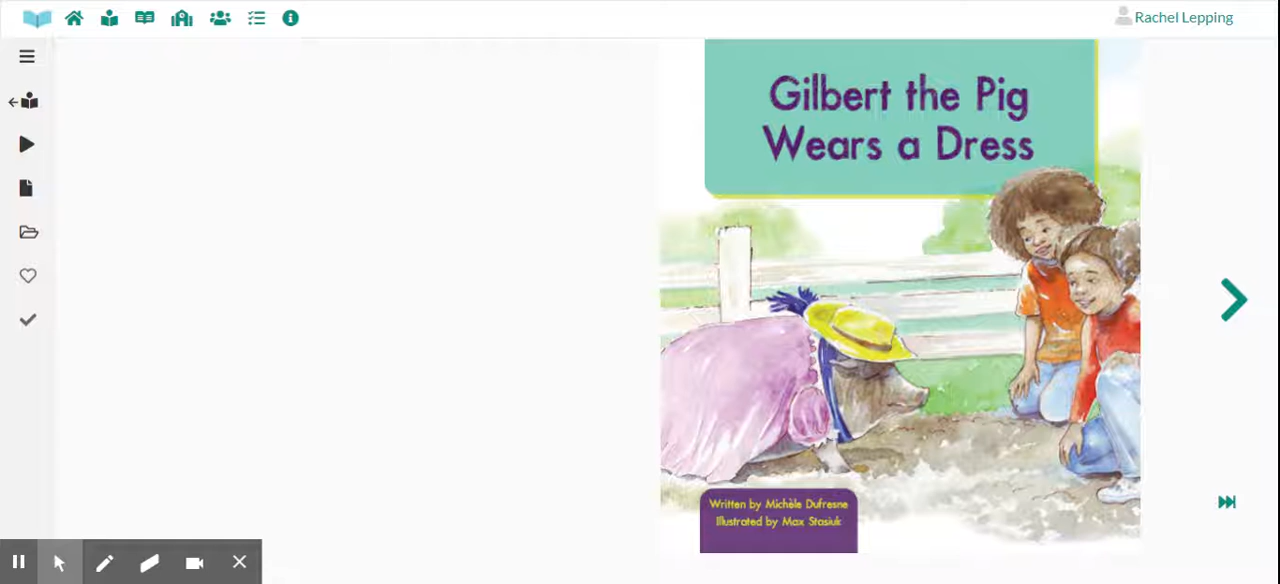 Rachel Lepping
Gilbert the Pig
Wears a Dress
Written by Michèle Dufresne
Illustrated by Max Stasiuk